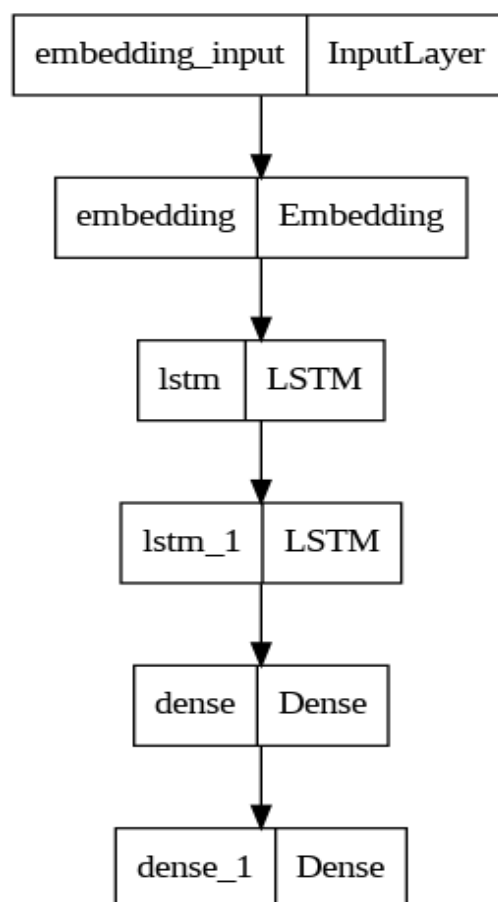 embedding_input InputLayer
embedding Embedding
lstm LSTM
lstm_1 LSTM
dense Dense
dense_1 Dense